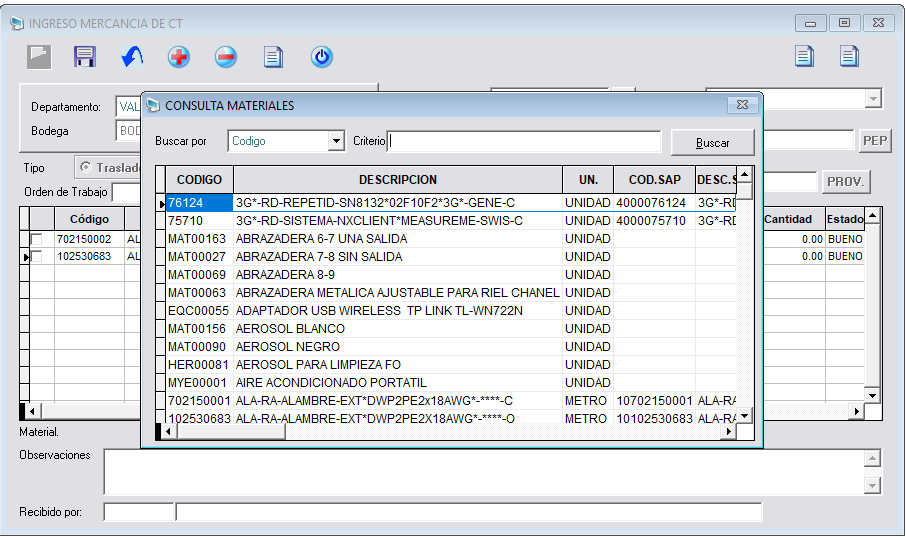 INGRESO MERCANCIA DE CT
Departamento: VAL
Bodega BOD
PEP
Tipo Traslado
PROV.
Orden de Trabajo
Código Cantidad Estado
702150002 AL 0.00 BUENO
102530683 AL 0.00 BUENO
Material.
Observaciones
Recibido por:
CONSULTA MATERIALES
Buscar por Codigo Criterio Buscar
CODIGO DESCRIPCION UN. COD.SAP DESC.S
76124 3G*-RD-REPETID-SN8132*02F10F2*3G*-GENE-C UNIDAD 4000076124 3G*-RD
75710 3G*-RD-SISTEMA-NXCLIENT*MEASUREME-SWIS-C UNIDAD 4000075710 3G*-RD
MAT00163 ABRAZADERA 6-7 UNA SALIDA UNIDAD
MAT00027 ABRAZADERA 7-8 SIN SALIDA UNIDAD
MAT00069 ABRAZADERA 8-9 UNIDAD
MAT00063 ABRAZADERA METALICA AJUSTABLE PARA RIEL CHANEL UNIDAD
EQC00055 ADAPTADOR USB WIRELESS TP LINK TL-WN722N UNIDAD
MAT00156 AEROSOL BLANCO UNIDAD
MAT00090 AEROSOL NEGRO UNIDAD
HER00081 AEROSOL PARA LIMPIEZA FO UNIDAD
MYE00001 AIRE ACONDICIONADO PORTATIL UNIDAD
702150001 ALA-RA-ALAMBRE-EXT*DWP2PE2x18AWG*-****-C METRO 10702150001 ALA-RA
102530683 ALA-RA-ALAMBRE-EXT*DWP2PE2X18AWG*-****-O METRO 10102530683 ALA-RA